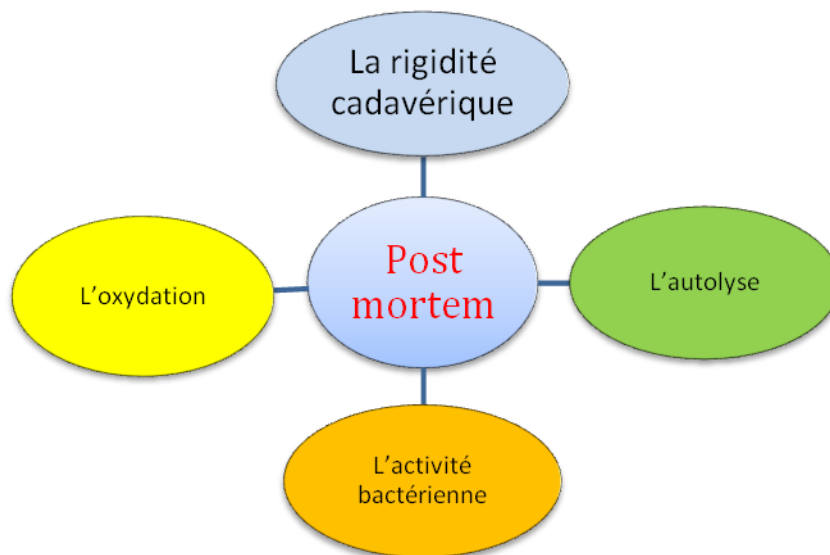 La rigidité
cadavérique
Post
mortem
L'oxydation
L'autolyse
L'activité
bactérienne